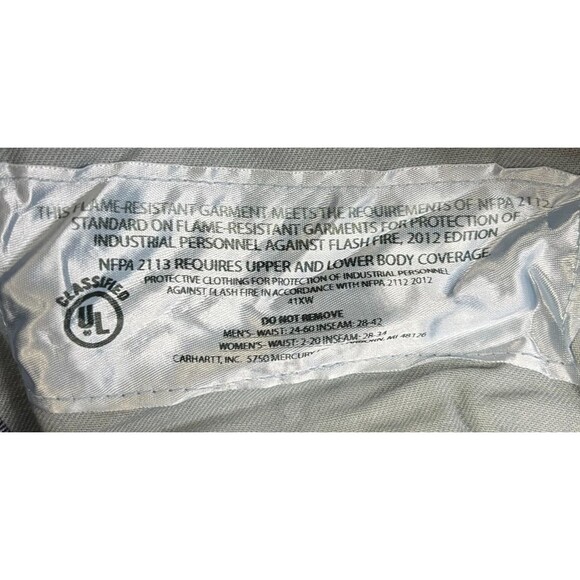 THIS FLAME-RESISTANT GARMENT MEETS THE REQUIREMENTS OF NFPA 2112,
STANDARD ON FLAME-RESISTANT GARMENTS FOR PROTECTION OF
INDUSTRIAL PERSONNEL AGAINST FLASH FIRE, 2012 EDITION
NFPA 2113 REQUIRES UPPER AND LOWER BODY COVERAGE
PROTECTIVE CLOTHING FOR PROTECTION OF INDUSTRIAL PERSONNEL
AGAINST FLASH FIRE IN ACCORDANCE WITH NFPA 2112 2012
41XW
CLASSIFIED
UL
®
DO NOT REMOVE
MEN'S- WAIST: 24-60 INSEAM: 28-42
WOMEN'S- WAIST: 2-20 INSEAM: 28-34
CARHARTT, INC. 5750 MERCURY MI 48126